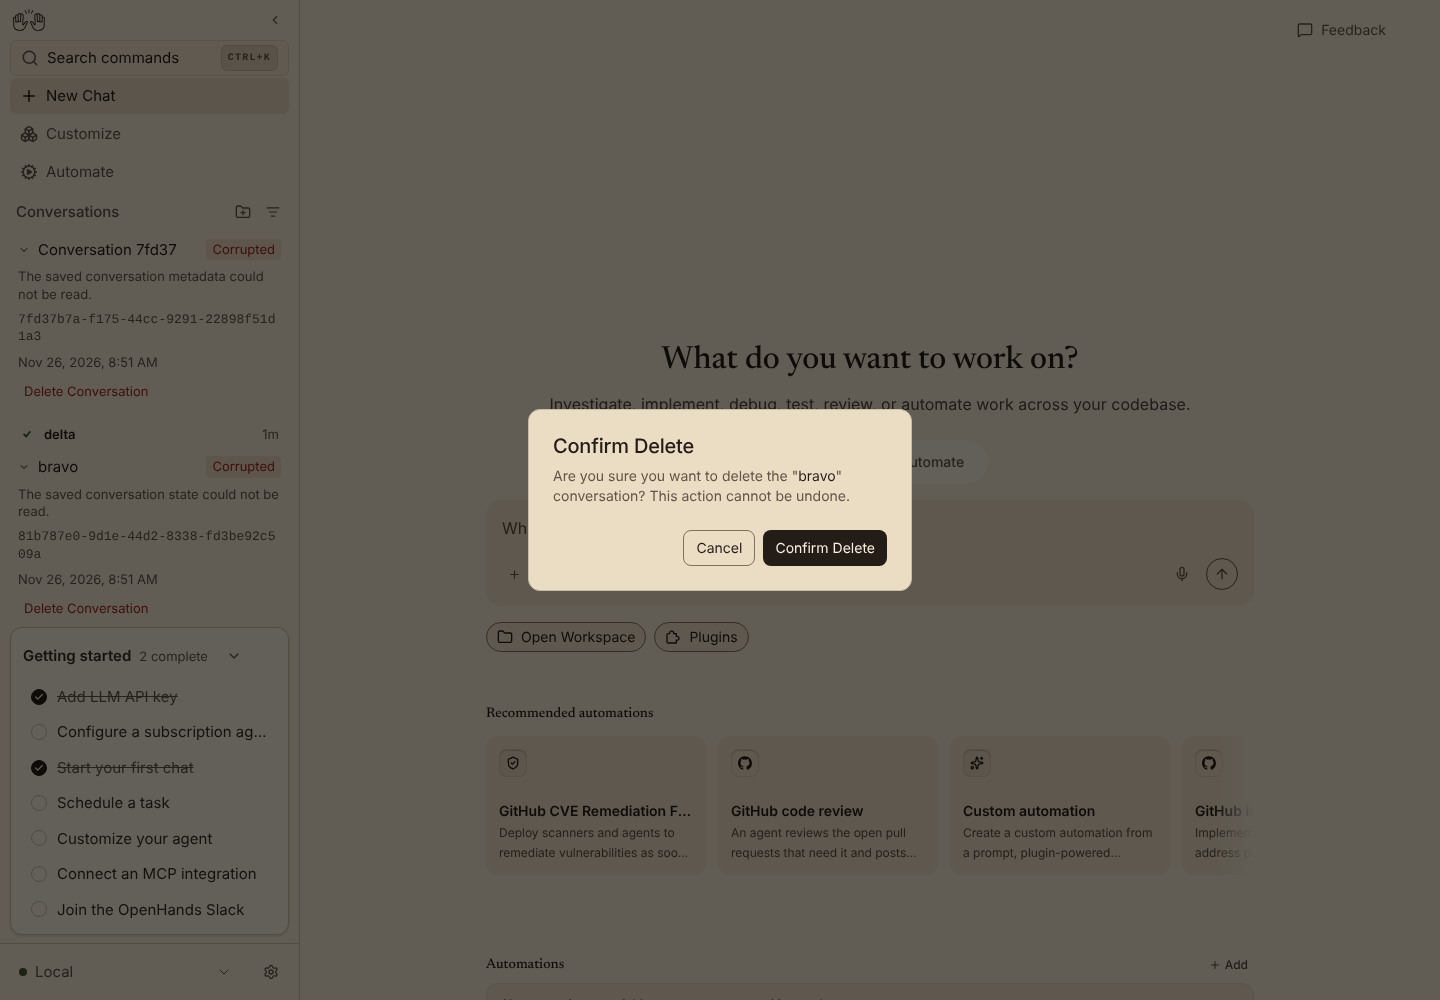 Search commands CTRL+K
New Chat
Customize
Automate
Conversations
Conversation 7fd37 Corrupted
The saved conversation metadata could
not be read.
7fd37b7a-f175-44cc-9291-22898f51d
1a3
Nov 26, 2026, 8:51 AM
Delete Conversation
delta 1m
bravo Corrupted
The saved conversation state could not be
read.
81b787e0-9d1e-44d2-8338-fd3be92c5
09a
Nov 26, 2026, 8:51 AM
Delete Conversation
Getting started 2 complete
Add LLM API key
Configure a subscription ag...
Start your first chat
Schedule a task
Customize your agent
Connect an MCP integration
Join the OpenHands Slack
Local
Feedback
What do you want to work on?
Investigate, implement, debug, test, review, or automate work across your codebase.
Confirm Delete
Are you sure you want to delete the "bravo"
conversation? This action cannot be undone.
Cancel Confirm Delete
utomate
Wh
Open Workspace Plugins
Recommended automations
GitHub CVE Remediation F...
Deploy scanners and agents to
remediate vulnerabilities as soo...
GitHub code review
An agent reviews the open pull
requests that need it and posts...
Custom automation
Create a custom automation from
a prompt, plugin-powered...
GitHub
Implemen
address
Automations + Add